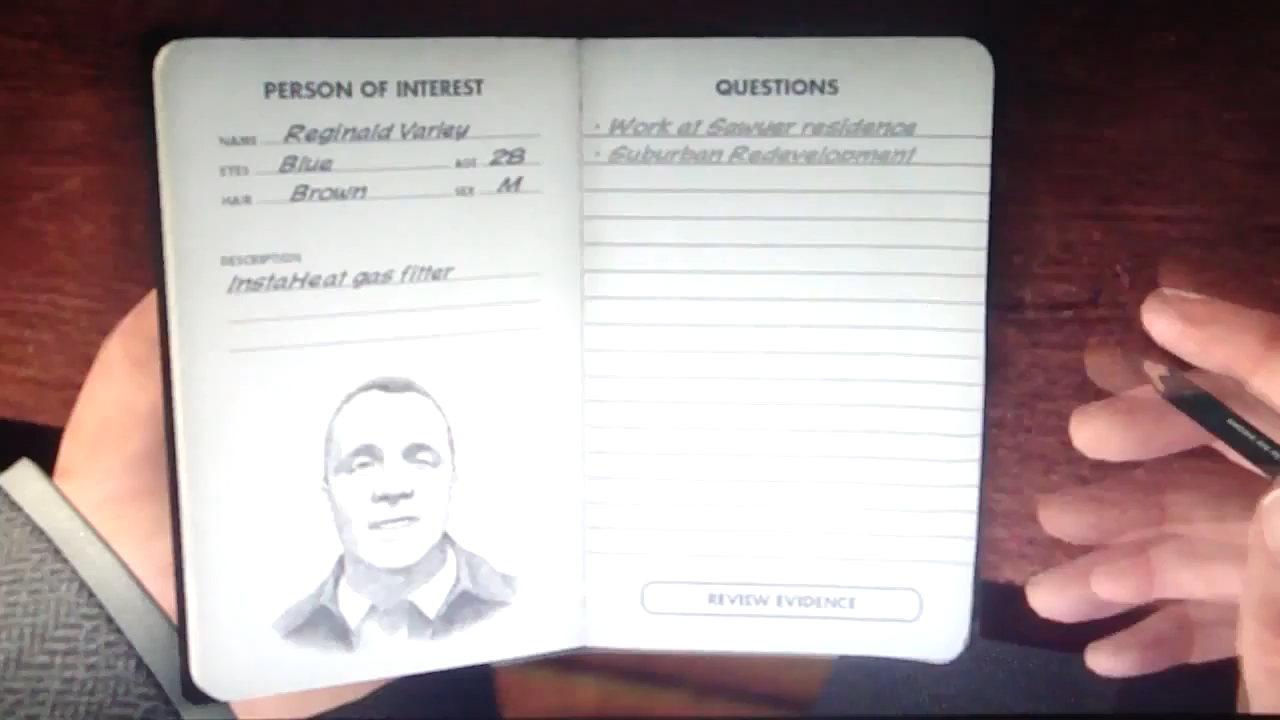 PERSON OF INTEREST
NAME Reginald Varley
EYES Blue AGE 28
HAIR Brown SEX M
DESCRIPTION
InstaHeat gas fitter
QUESTIONS
· Work at Sawyer residence
· Suburban Redevelopment
REVIEW EVIDENCE